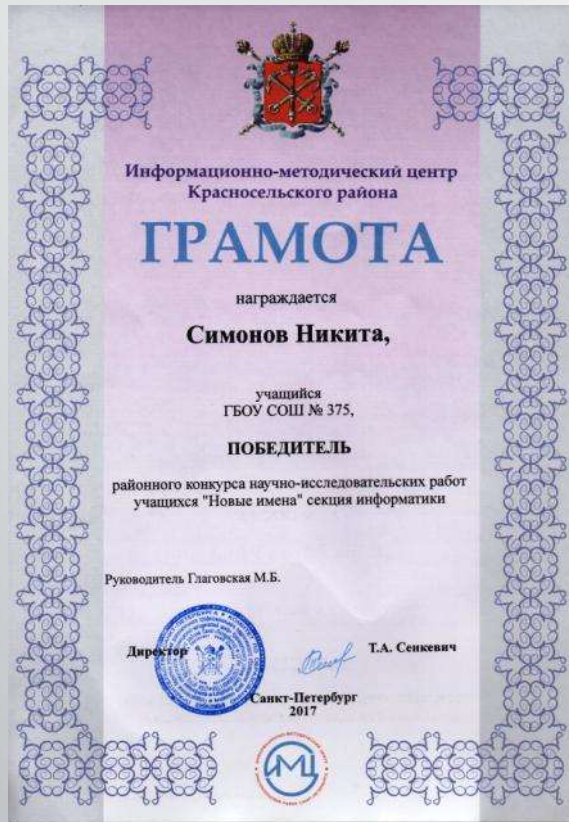 Информационно-методический центр
Красносельского района
ГРАМОТА
награждается
Симонов Никита,
учащийся
ГБОУ СОШ № 375,
ПОБЕДИТЕЛЬ
районного конкурса научно-исследовательских работ
учащихся "Новые имена" секция информатики
Руководитель Глаговская М.Б.
Директор
Т.А. Сенкевич
Санкт-Петербург
2017
ИМЦ